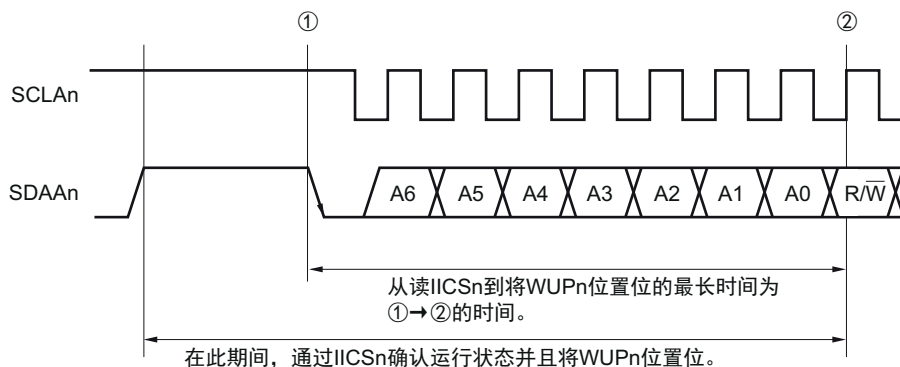 ① ②
SCLAn
SDAAn A6 A5 A4 A3 A2 A1 A0 R/W̅
从读IICSn到将WUPn位置位的最长时间为
①→②的时间。
在此期间，通过IICSn确认运行状态并且将WUPn位置位。